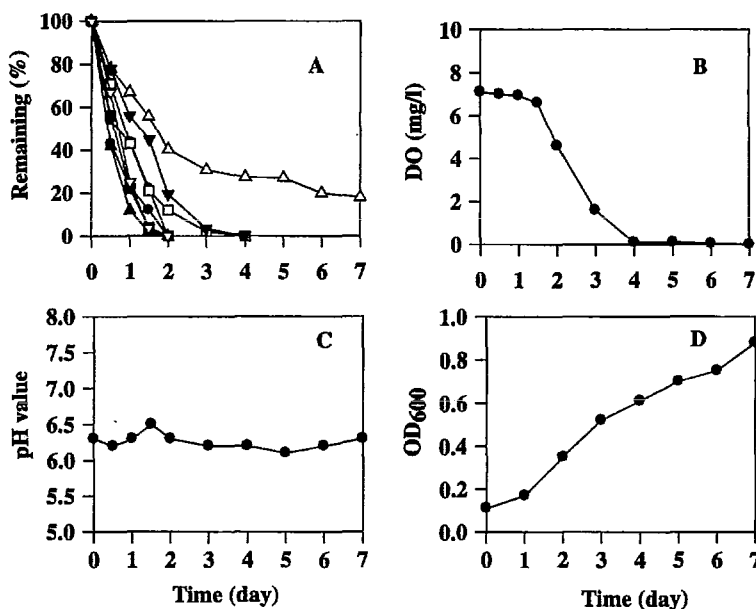 Remaining (%)
100
80
60
40
20
0
A
0 1 2 3 4 5 6 7
DO (mg/l)
10
8
6
4
2
0
B
0 1 2 3 4 5 6 7
pH value
8.0
7.5
7.0
6.5
6.0
5.5
5.0
C
0 1 2 3 4 5 6 7
Time (day)
OD600
1.0
0.8
0.6
0.4
0.2
0.0
D
0 1 2 3 4 5 6 7
Time (day)